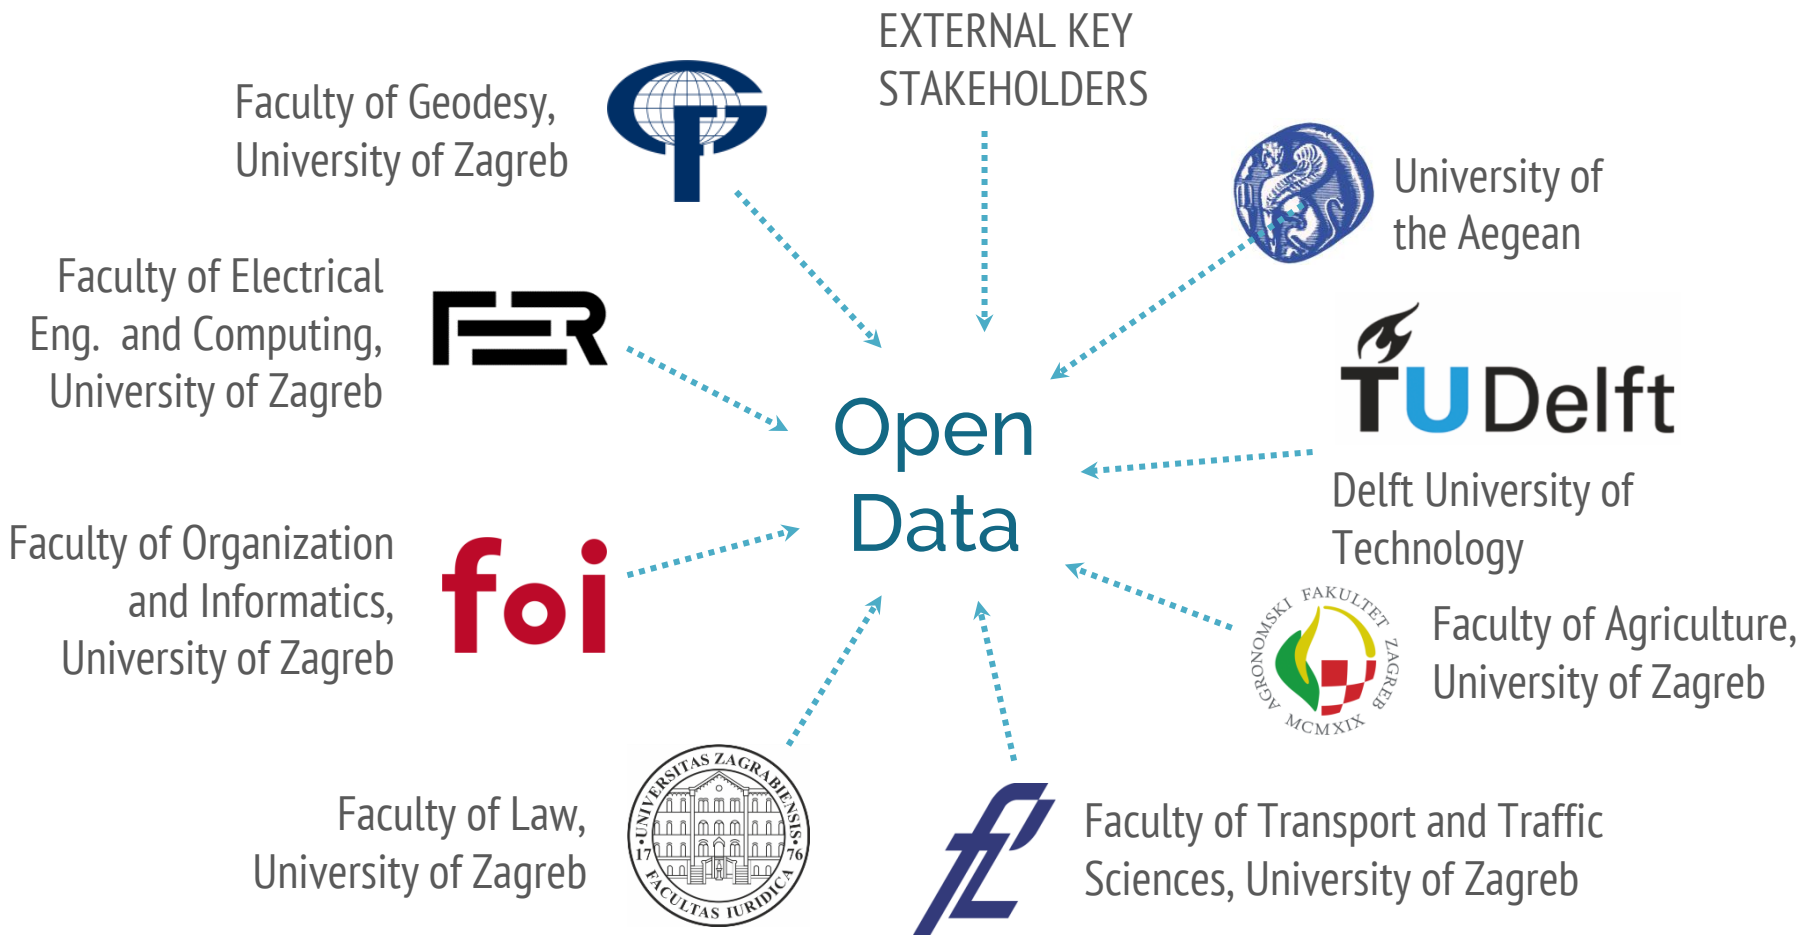 EXTERNAL KEY
STAKEHOLDERS
Faculty of Geodesy,
University of Zagreb
University of
the Aegean
Faculty of Electrical
Eng.  and Computing,
University of Zagreb
FER
TU Delft
Open
Data
Delft University of
Technology
Faculty of Organization
and Informatics,
University of Zagreb
foi
AGRONOMSKI FAKULTET ZAGREB
MCMXIX
Faculty of Agriculture,
University of Zagreb
Faculty of Law,
University of Zagreb
UNIVERSITAS ZAGRABIENSIS
17 76
FACULTAS IURIDICA
Faculty of Transport and Traffic
Sciences, University of Zagreb